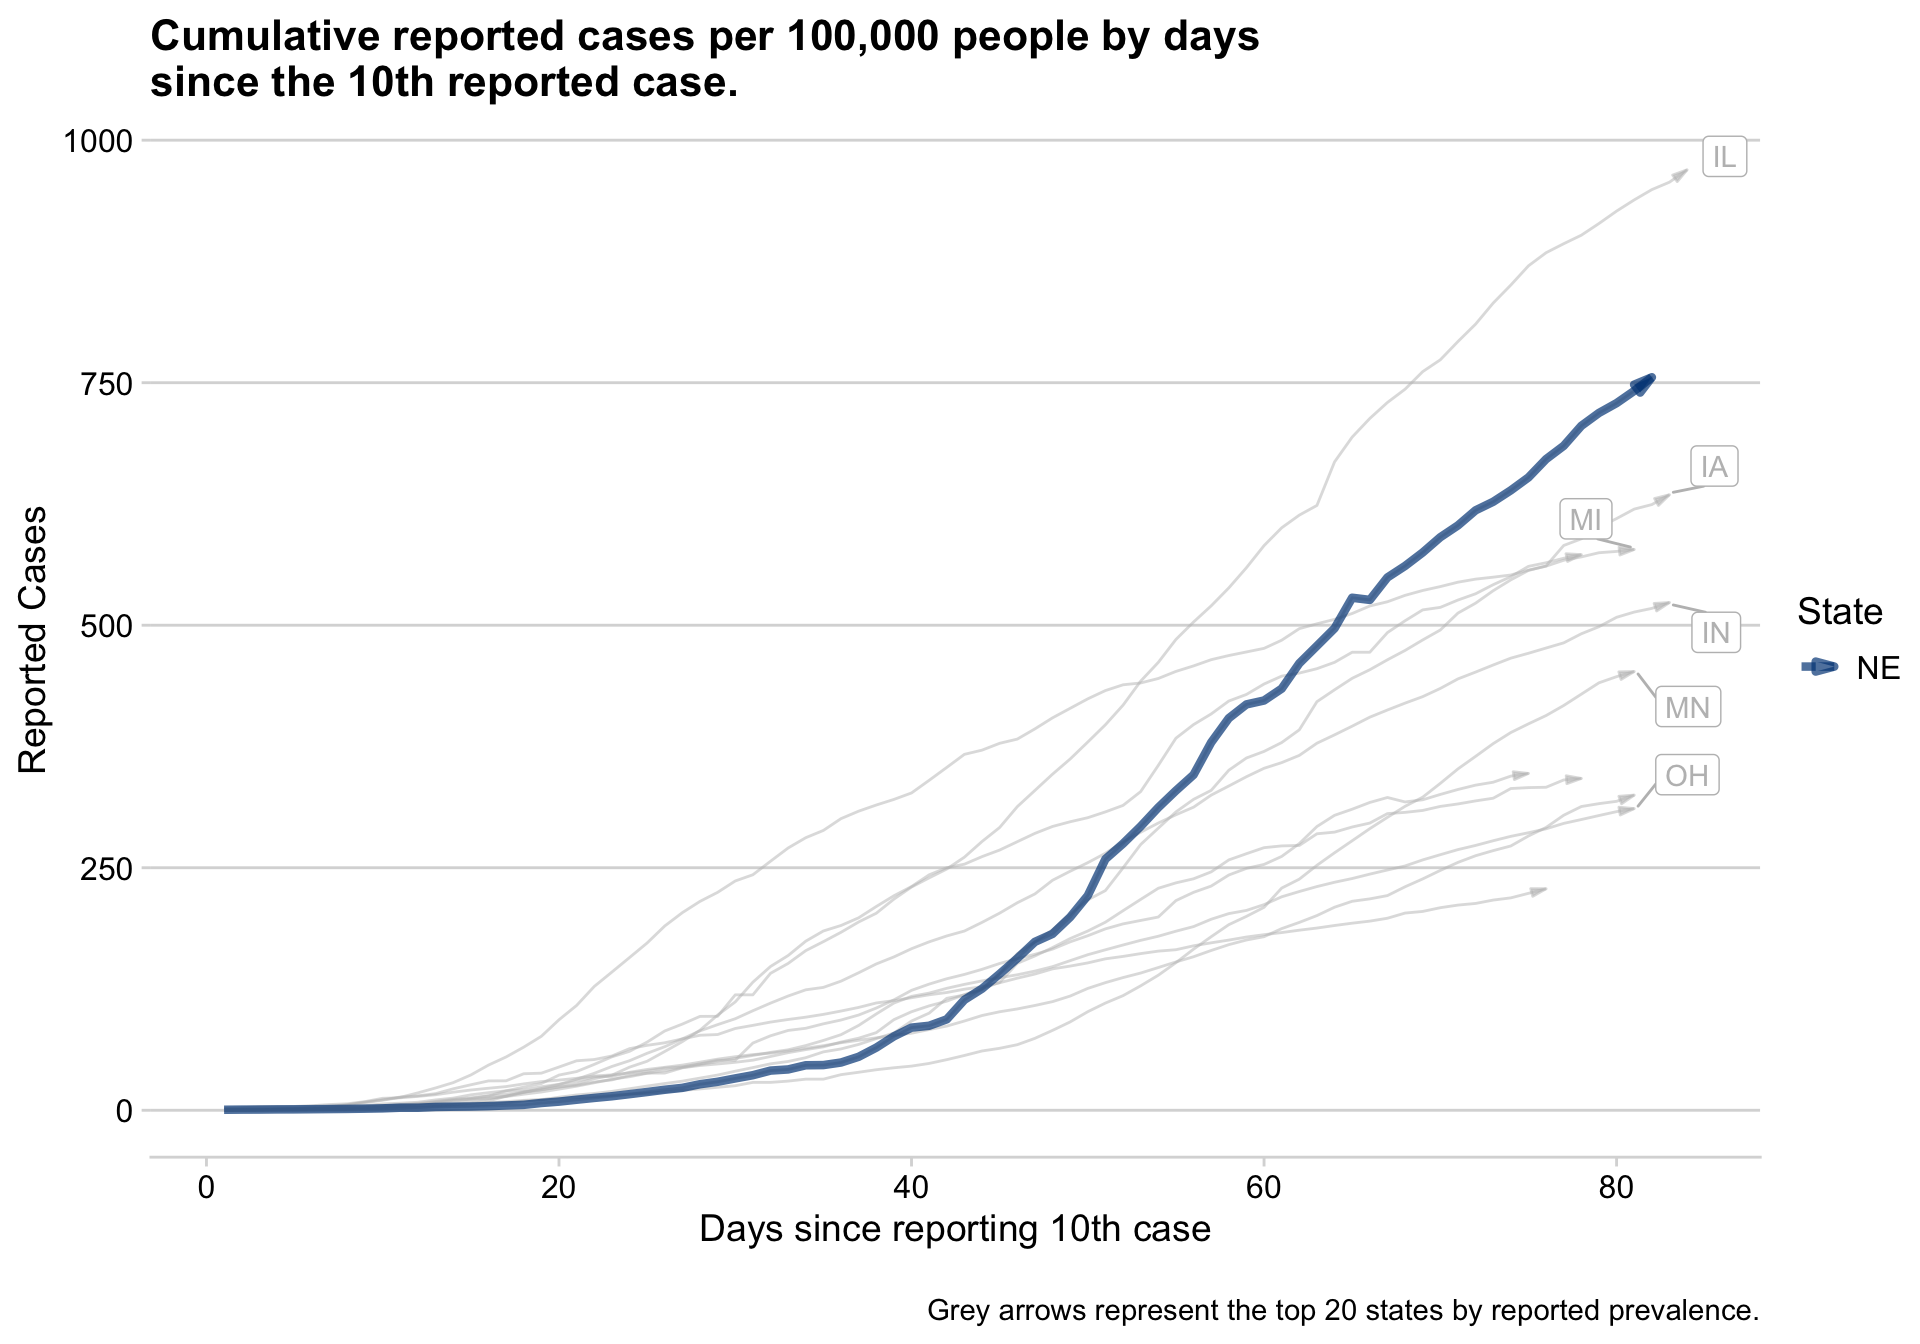 Cumulative reported cases per 100,000 people by days
since the 10th reported case.
1000
750
500
250
0
Reported Cases
IL
IA
MI
IN
MN
OH
State
NE
0 20 40 60 80
Days since reporting 10th case
Grey arrows represent the top 20 states by reported prevalence.